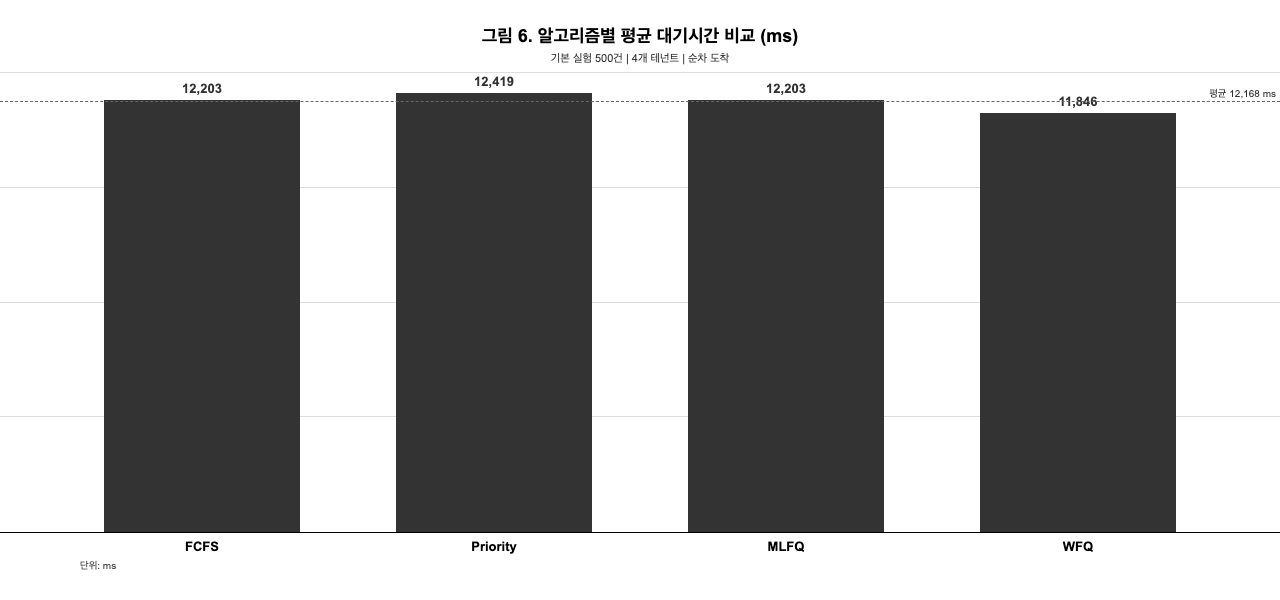 그림 6. 알고리즘별 평균 대기시간 비교 (ms)
기본 실험 500건 | 4개 테넌트 | 순차 도착
12,203
12,419
12,203
11,846
평균 12,168 ms
FCFS
Priority
MLFQ
WFQ
단위: ms